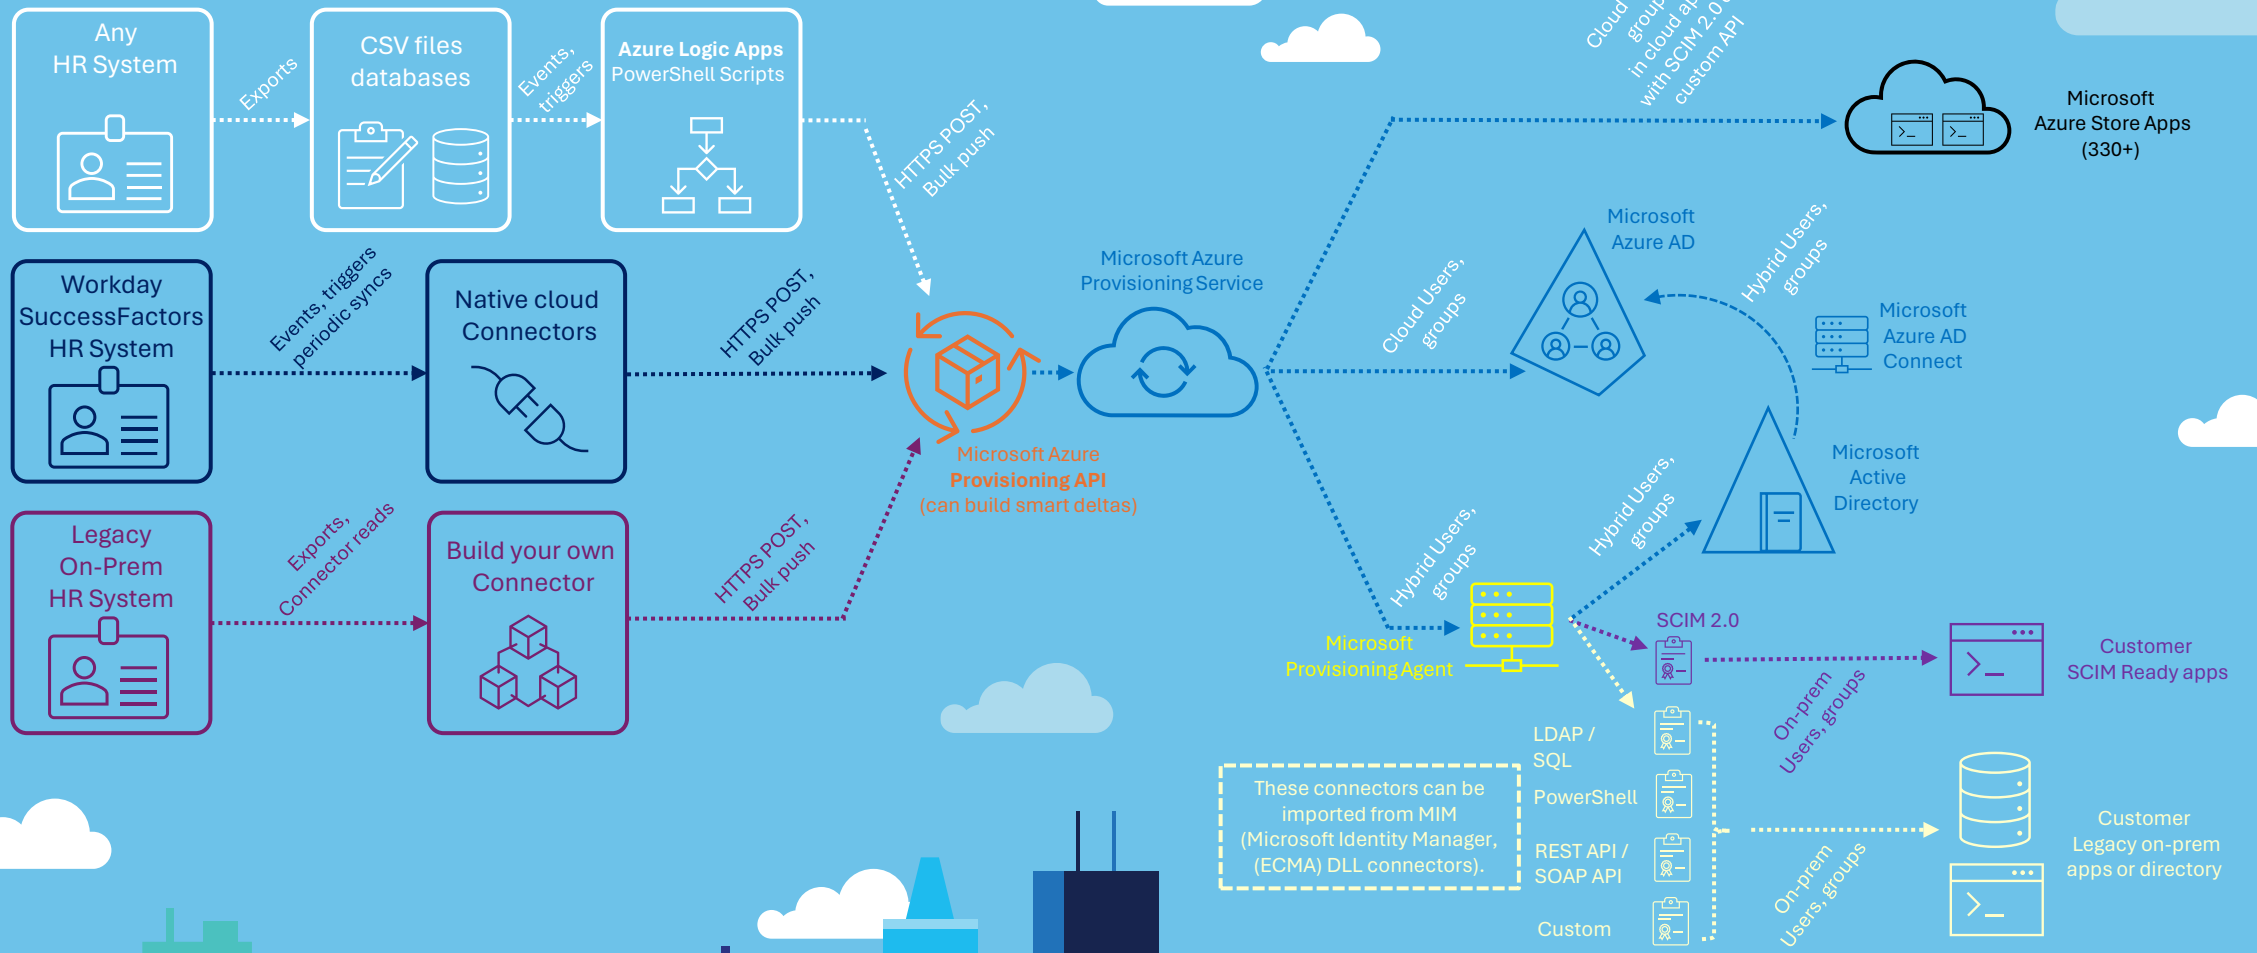 Any
HR System
Exports
CSV files
databases
Events,
triggers
Azure Logic Apps
PowerShell Scripts
HTTPS POST,
Bulk push
Workday
SuccessFactors
HR System
Events, triggers
periodic syncs
Native cloud
Connectors
HTTPS POST,
Bulk push
Legacy
On-Prem
HR System
Exports,
Connector reads
Build your own
Connector
HTTPS POST,
Bulk push
Microsoft Azure
Provisioning API
(can build smart deltas)
Microsoft Azure
Provisioning Service
Cloud
group
in cloud ap
with SCIM 2.0
custom API
Microsoft
Azure Store Apps
(330+)
Cloud Users,
groups
Microsoft
Azure AD
Hybrid Users,
groups
Microsoft
Azure AD
Connect
Microsoft
Active
Directory
Hybrid Users,
groups
Hybrid Users,
groups
Microsoft
Provisioning Agent
SCIM 2.0
On-prem
Users, groups
Customer
SCIM Ready apps
These connectors can be
imported from MIM
(Microsoft Identity Manager,
(ECMA) DLL connectors).
LDAP /
SQL
PowerShell
REST API /
SOAP API
Custom
On-prem
Users, groups
Customer
Legacy on-prem
apps or directory